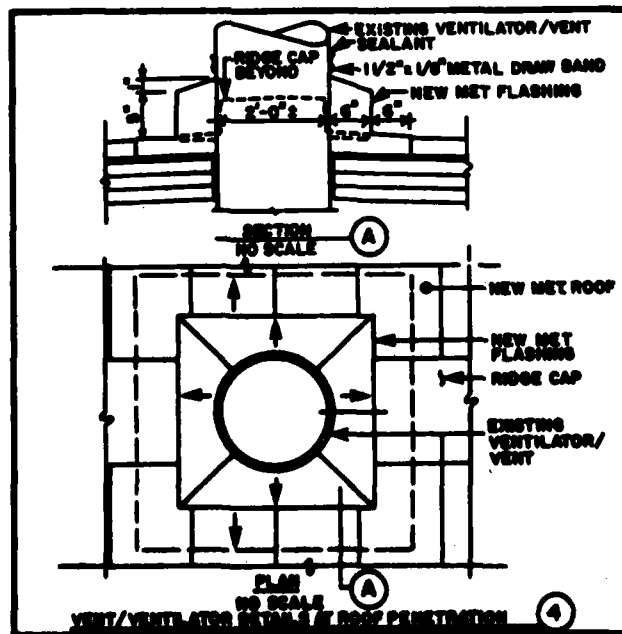 EXISTING VENTILATOR/VENT
SEALANT
RIDGE CAP
BEYOND
1 1/2" x 1/8" METAL DRAW BAND
NEW MET FLASHING
2'-0" ±
6"
6"
SECTION
NO SCALE
A
NEW MET. ROOF
NEW MET
FLASHING
RIDGE CAP
EXISTING
VENTILATOR/
VENT
PLAN
NO SCALE
A
VENT/VENTILATOR DETAILS AT ROOF PENETRATION
4